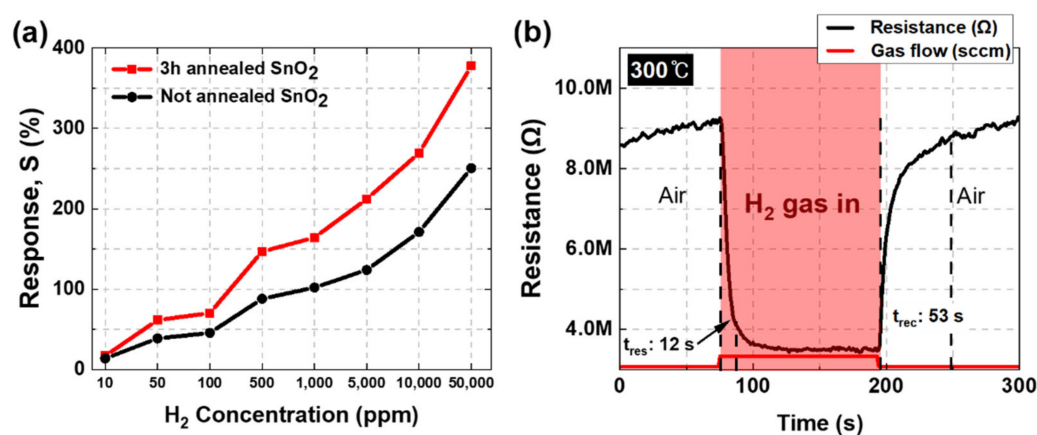 (a)
400
300
200
100
0
Response, S (%)
3h annealed SnO₂
Not annealed SnO₂
10 50 100 500 1,000 5,000 10,000 50,000
H₂ Concentration (ppm)
(b)
Resistance (Ω)
Gas flow (sccm)
300℃
10.0M
8.0M
6.0M
4.0M
Resistance (Ω)
Air
H₂ gas in
Air
t_res: 12 s
t_rec: 53 s
0 100 200 300
Time (s)